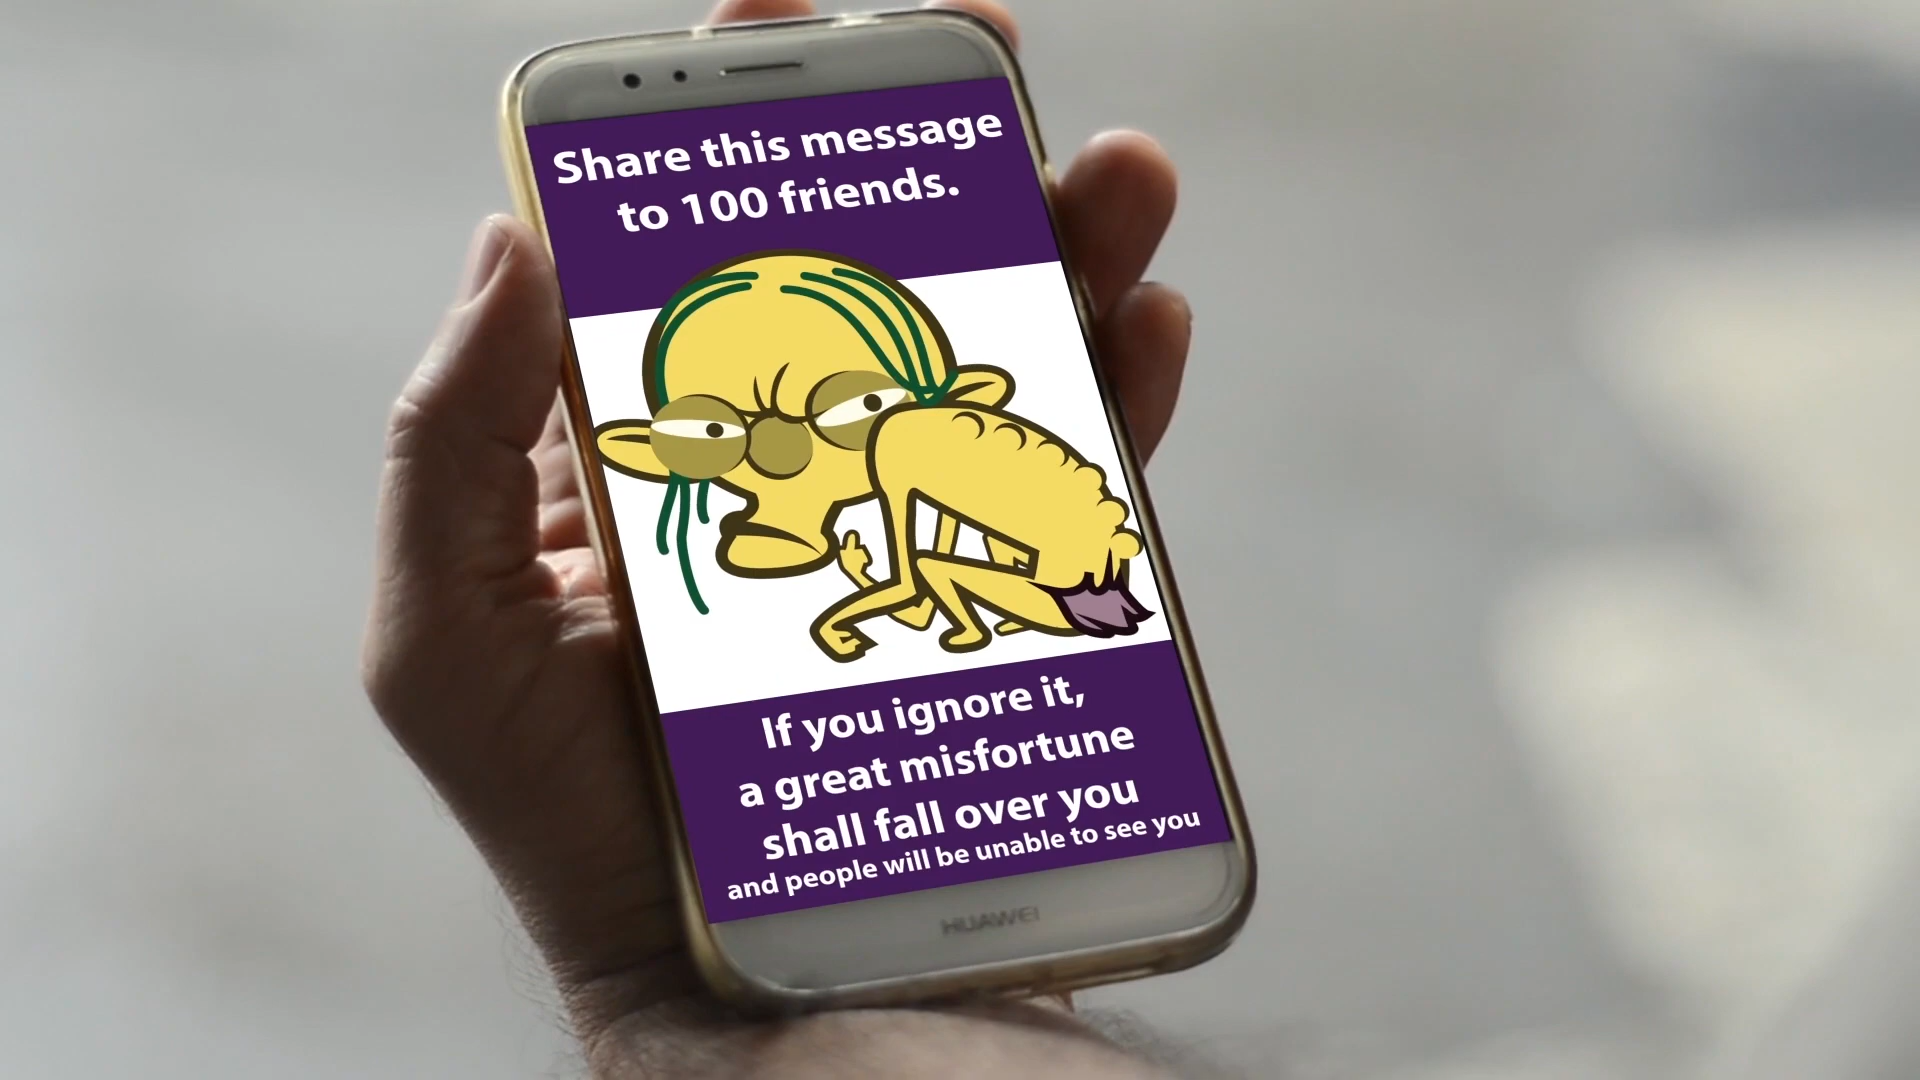 Share this message
to 100 friends.
If you ignore it,
a great misfortune
shall fall over you
and people will be unable to see you
HUAWEI